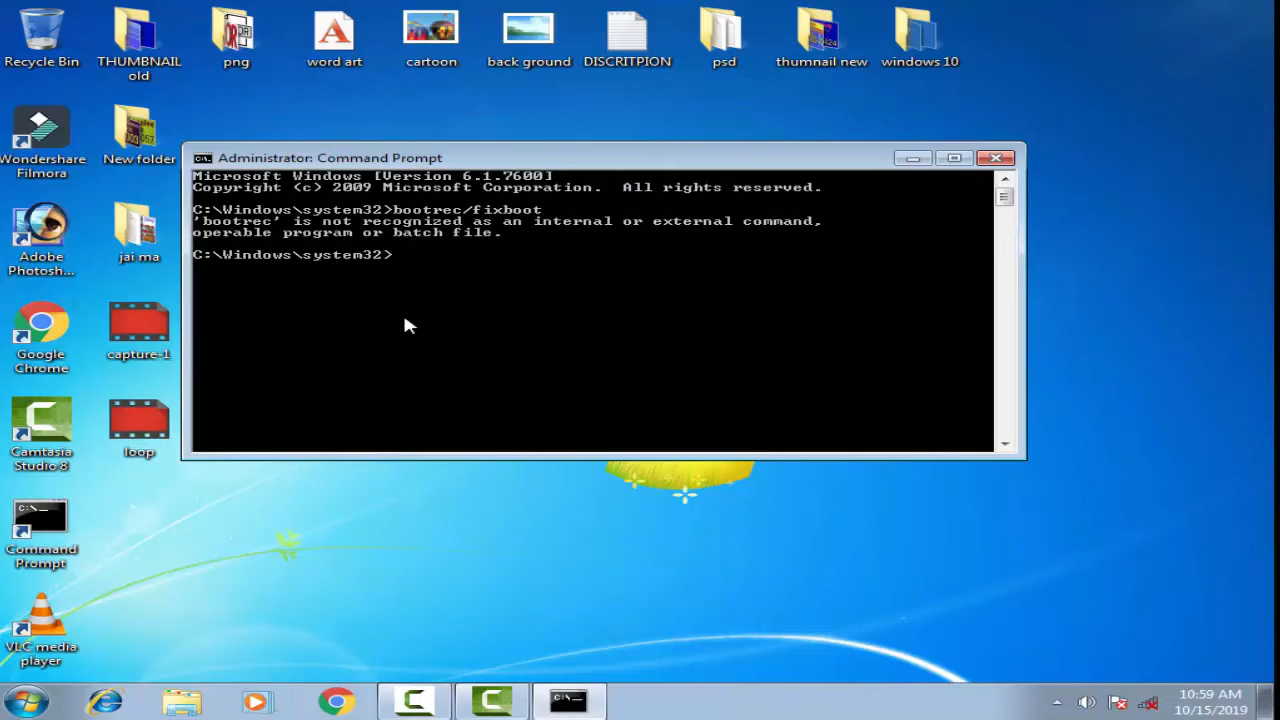 Recycle Bin
THUMBNAIL old
png
word art
cartoon
back ground
DISCRITPION
psd
thumnail new
windows 10
Wondershare Filmora
New folder
Administrator: Command Prompt
Microsoft Windows [Version 6.1.7600]
Copyright (c) 2009 Microsoft Corporation.  All rights reserved.
C:\Windows\system32>bootrec/fixboot
'bootrec' is not recognized as an internal or external command,
operable program or batch file.
C:\Windows\system32>
Adobe Photosh...
jai ma
Google Chrome
capture-1
Camtasia Studio 8
loop
Command Prompt
VLC media player
10:59 AM
10/15/2019